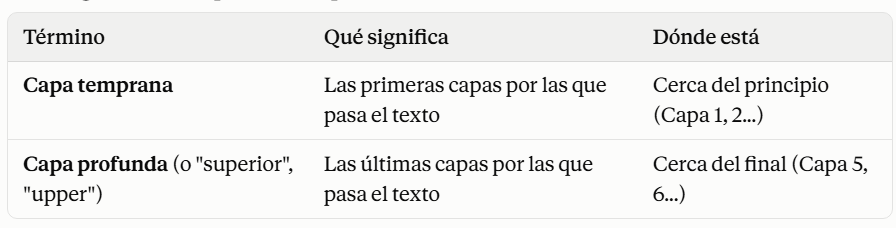 Término
Qué significa
Dónde está
Capa temprana
Las primeras capas por las que
pasa el texto
Cerca del principio
(Capa 1, 2...)
Capa profunda (o "superior",
"upper")
Las últimas capas por las que
pasa el texto
Cerca del final (Capa 5,
6...)